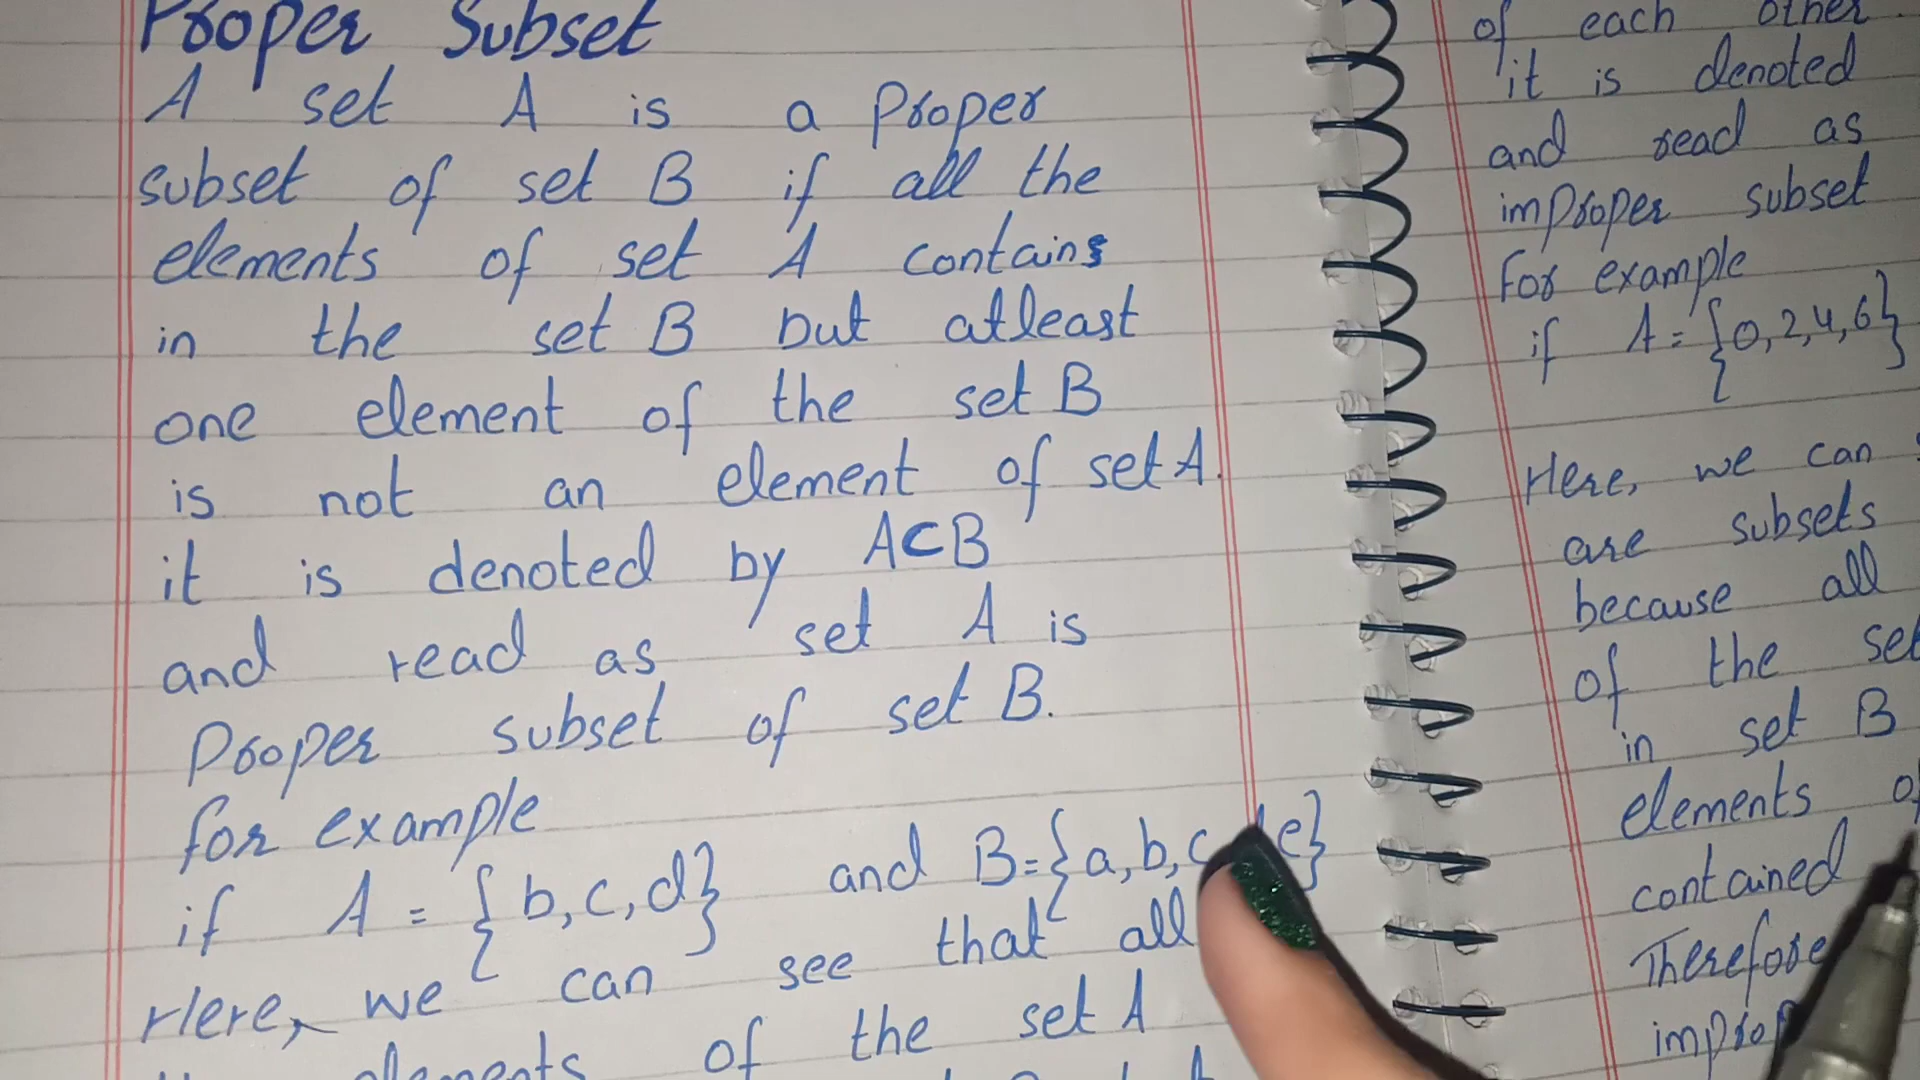 Proper Subset
A set A is a proper
subset of set B if all the
elements of set A contains
in the set B but atleast
one element of the set B
is not an element of set A.
it is denoted by A⊂B
and read as set A is
Proper subset of set B.
for example
if A = {b, c, d} and B = {a, b, c e}
Here, we can see that all
elements of the set A
of each other
it is denoted
and read as
improper subset
For example
if A = {0, 2, 4, 6}
Here, we can
are subsets
because all
of the set
in set B
elements of
contained
Therefore